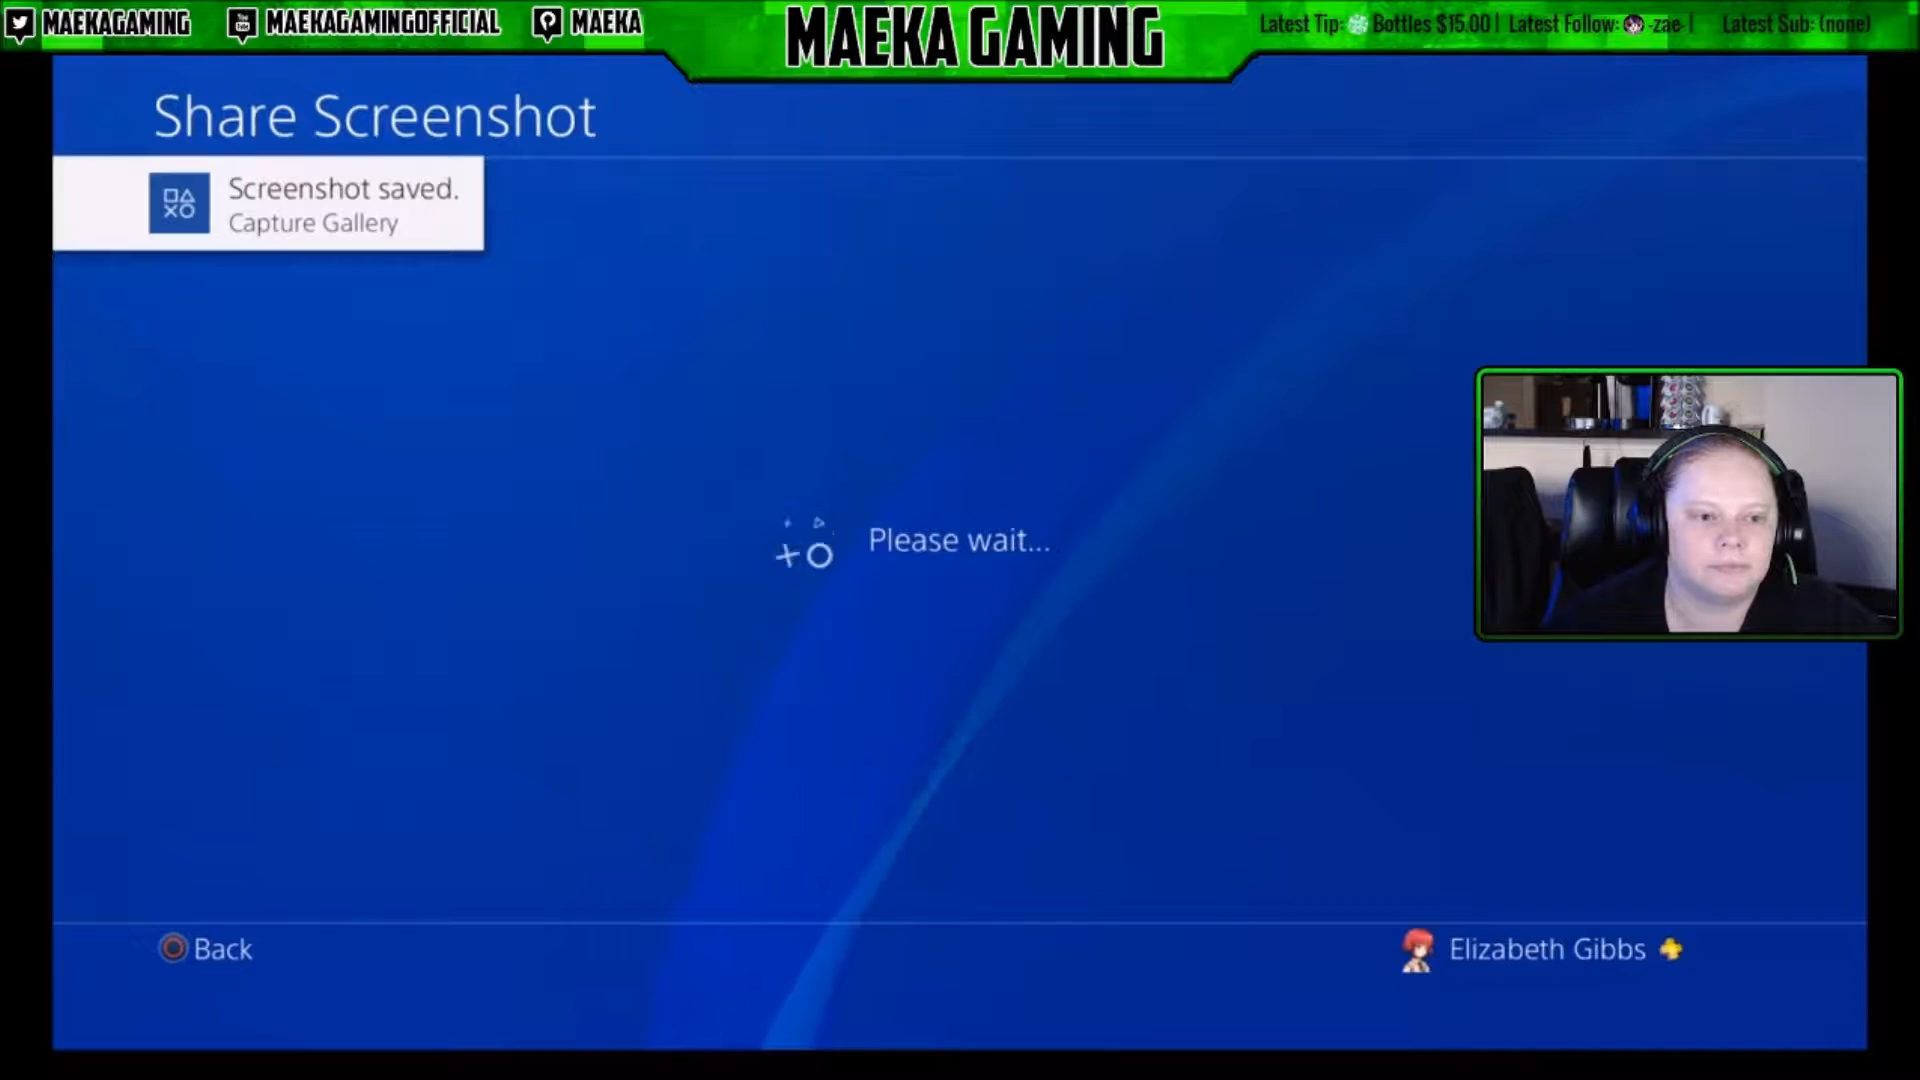 MAEKAGAMING
MAEKAGAMINGOFFICIAL
MAEKA
MAEKA GAMING
Latest Tip: Bottles $15.00 | Latest Follow: -zae- | Latest Sub: (none)
Share Screenshot
Screenshot saved.
Capture Gallery
Please wait...
Back
Elizabeth Gibbs